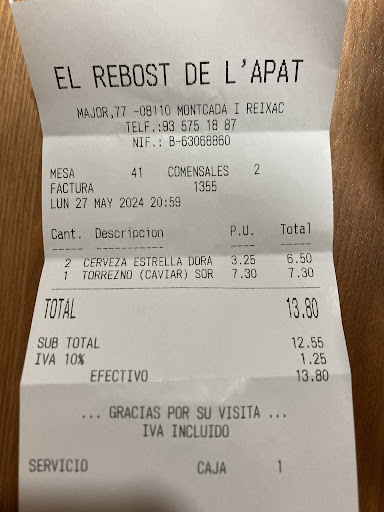 EL REBOST DE L'APAT
MAJOR,77 -08110 MONTCADA I REIXAC
TELF.:93 575 18 87
NIF.: B-63068860
MESA 41 COMENSALES 2
FACTURA 1355
LUN 27 MAY 2024 20:59
Cant. Descripcion P.U. Total
2 CERVEZA ESTRELLA DORA 3.25 6.50
1 TORREZNO (CAVIAR) SOR 7.30 7.30
TOTAL 13.80
SUB TOTAL 12.55
IVA 10% 1.25
EFECTIVO 13.80
... GRACIAS POR SU VISITA ...
IVA INCLUIDO
SERVICIO CAJA 1